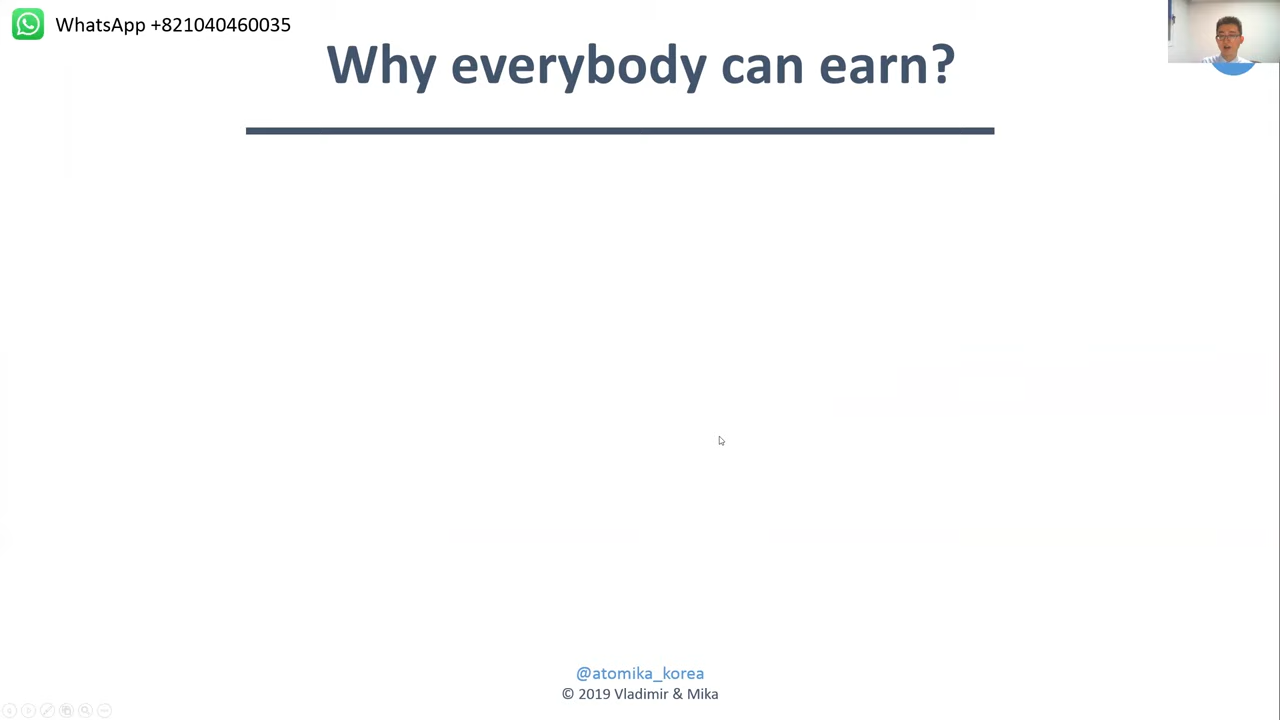 WhatsApp +821040460035
Why everybody can earn?
@atomika_korea
© 2019 Vladimir & Mika